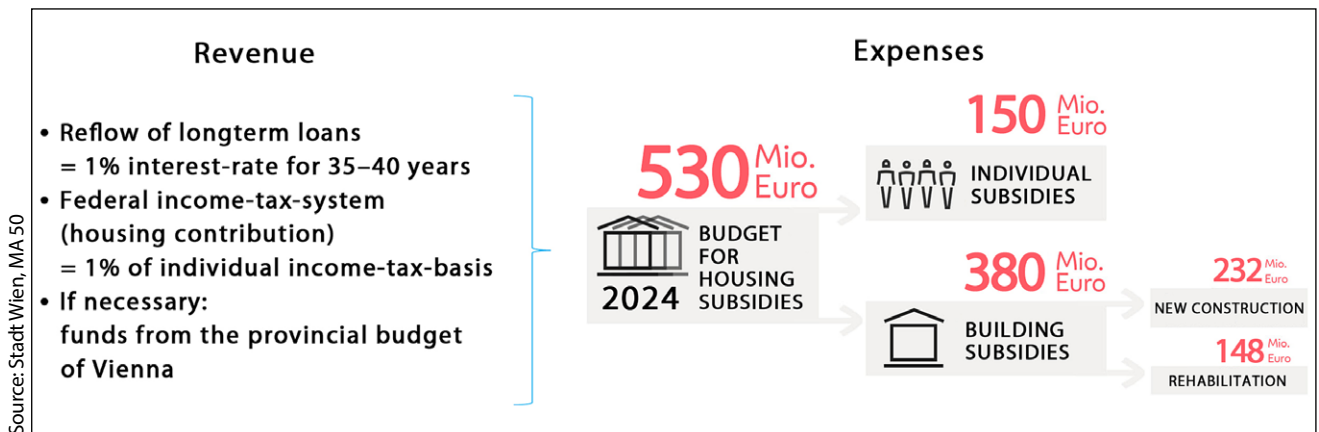 Revenue
• Reflow of longterm loans
= 1% interest-rate for 35–40 years
• Federal income-tax-system
(housing contribution)
= 1% of individual income-tax-basis
• If necessary:
funds from the provincial budget
of Vienna
Expenses
530 Mio. Euro
2024
BUDGET
FOR
HOUSING
SUBSIDIES
150 Mio. Euro
INDIVIDUAL
SUBSIDIES
380 Mio. Euro
BUILDING
SUBSIDIES
232 Mio. Euro
NEW CONSTRUCTION
148 Mio. Euro
REHABILITATION
Source: Stadt Wien, MA 50